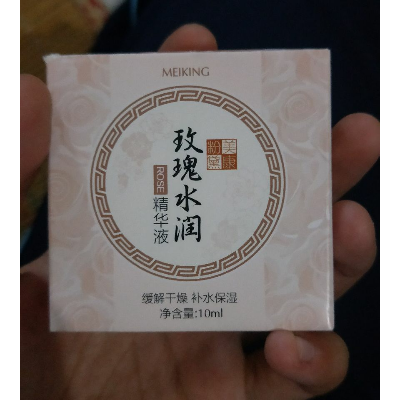 MEIKING
美康
粉黛
玫瑰水润
ROSE
精华液
缓解干燥 补水保湿
净含量:10ml